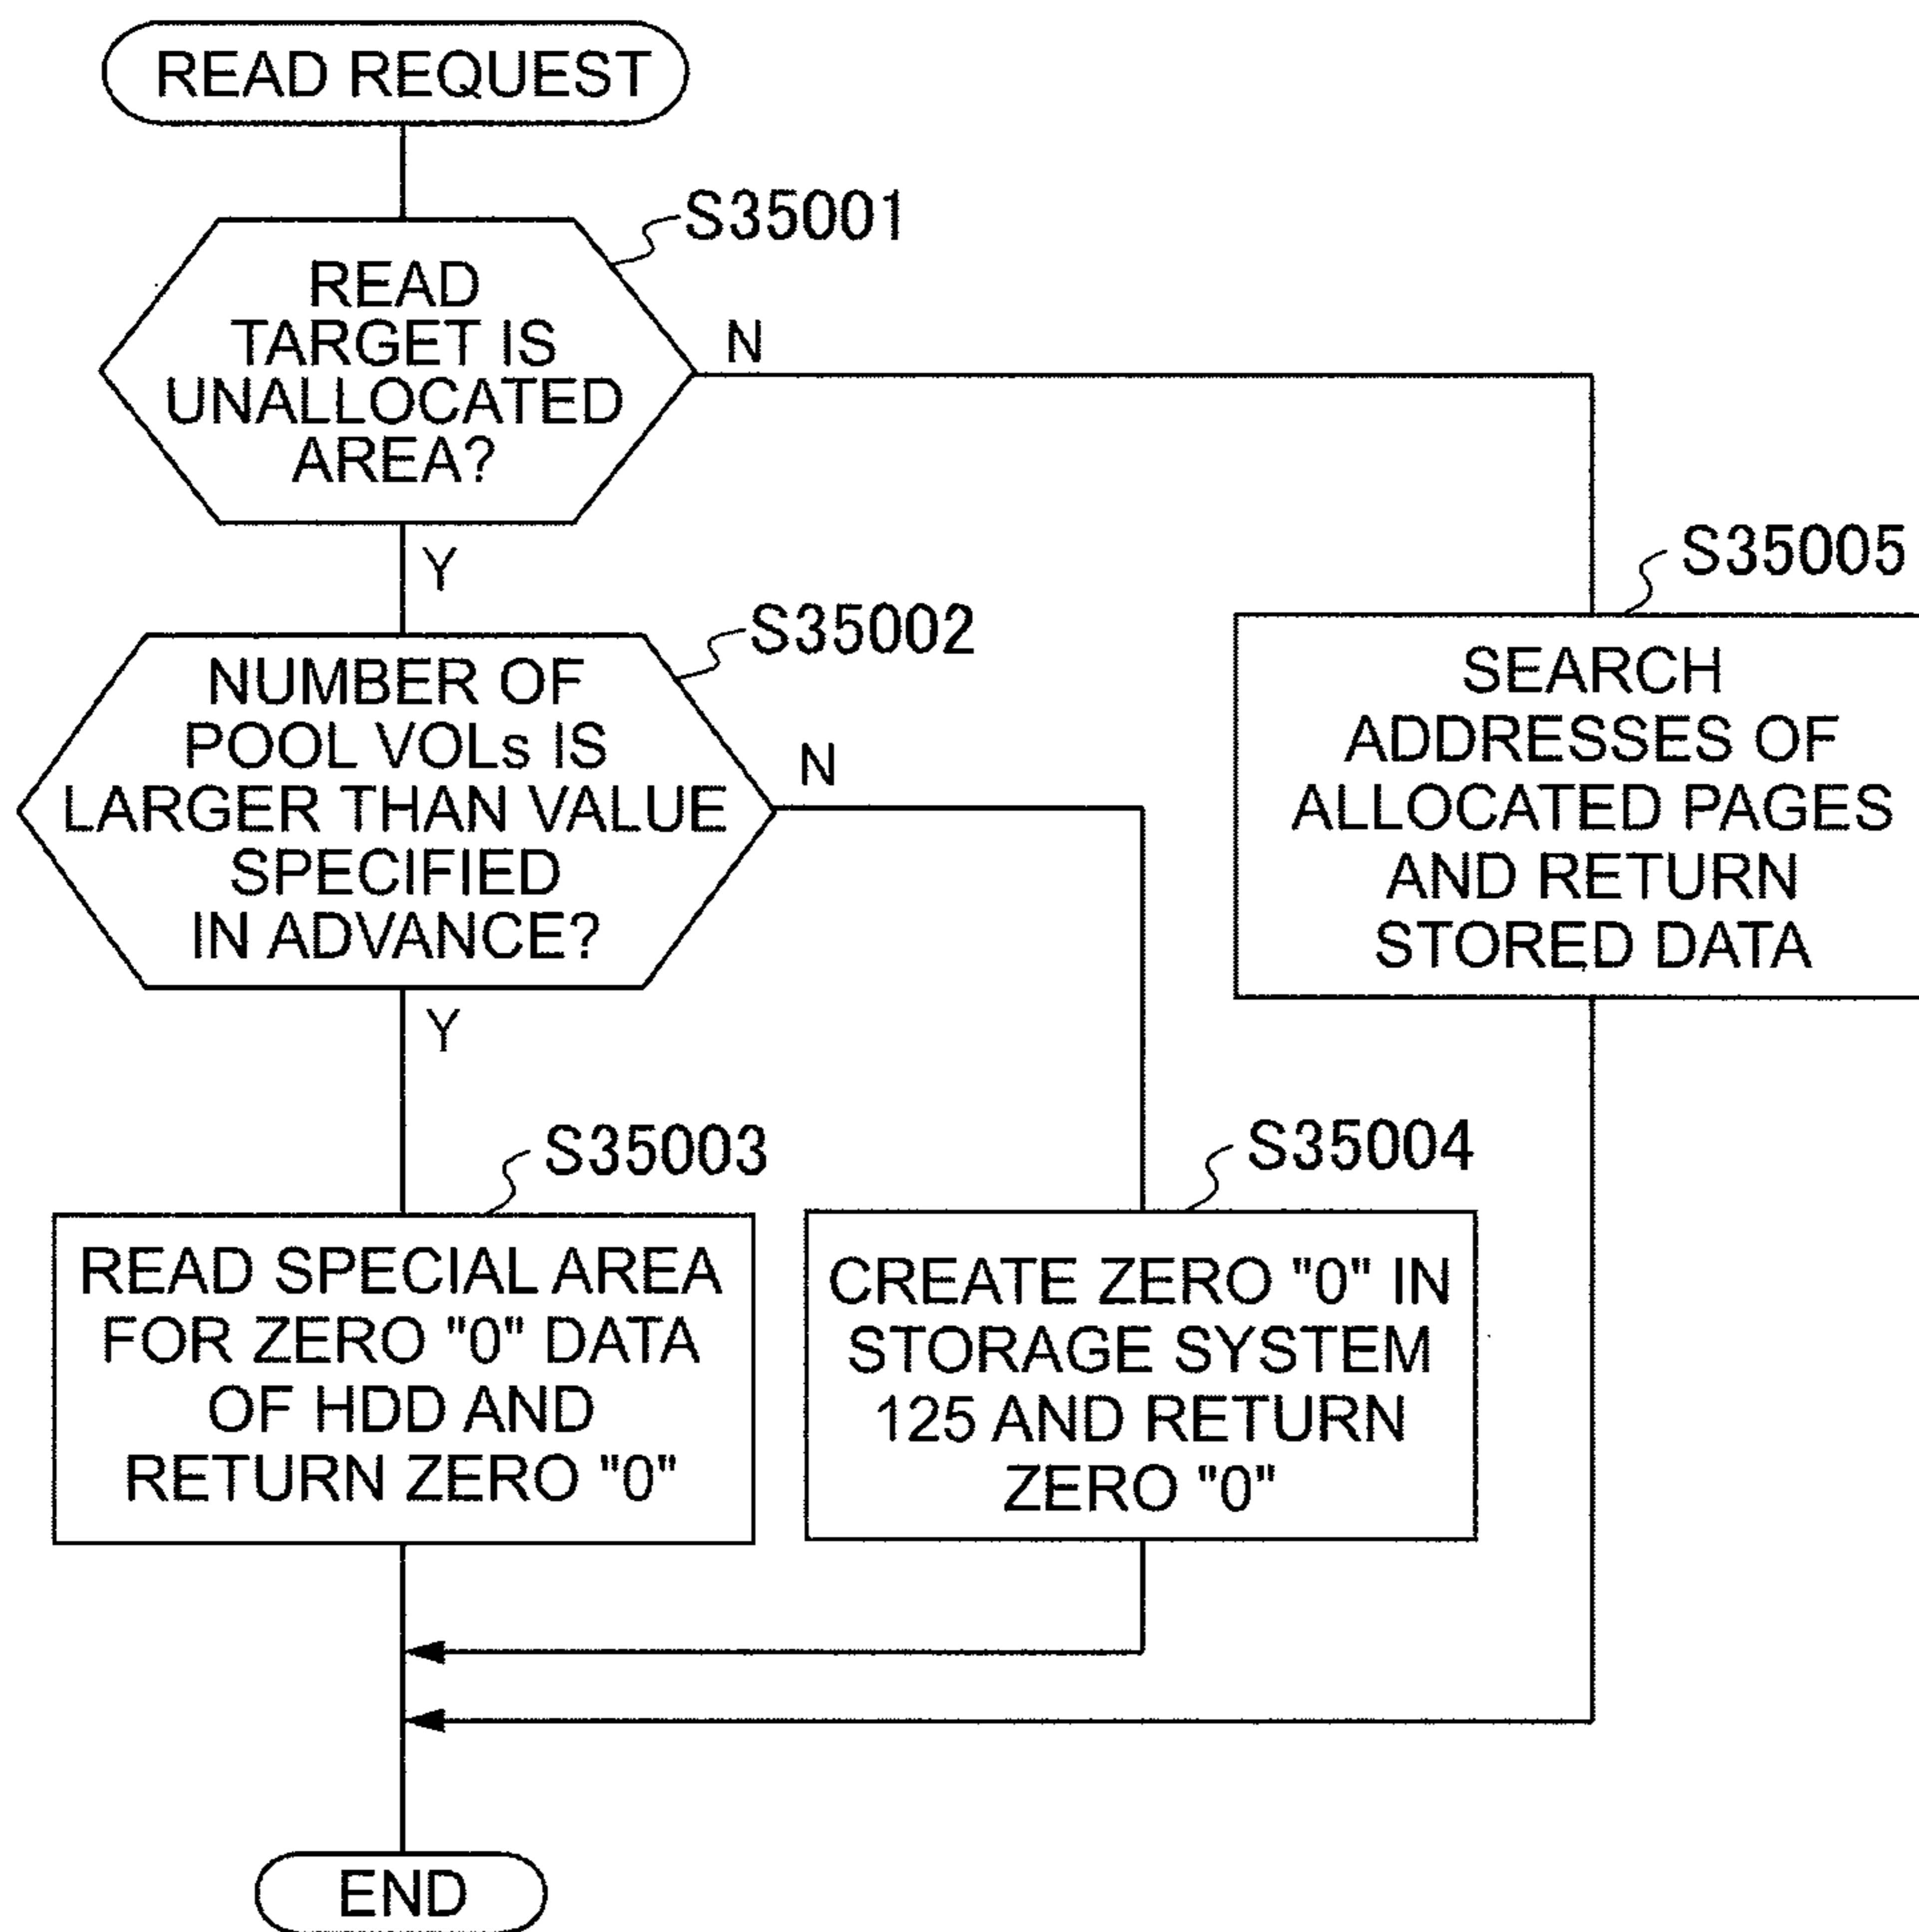 READ REQUEST
S35001
READ
TARGET IS
UNALLOCATED
AREA?
N
Y
S35002
NUMBER OF
POOL VOLs IS
LARGER THAN VALUE
SPECIFIED
IN ADVANCE?
N
Y
S35005
SEARCH
ADDRESSES OF
ALLOCATED PAGES
AND RETURN
STORED DATA
S35003
READ SPECIAL AREA
FOR ZERO "0" DATA
OF HDD AND
RETURN ZERO "0"
S35004
CREATE ZERO "0" IN
STORAGE SYSTEM
125 AND RETURN
ZERO "0"
END